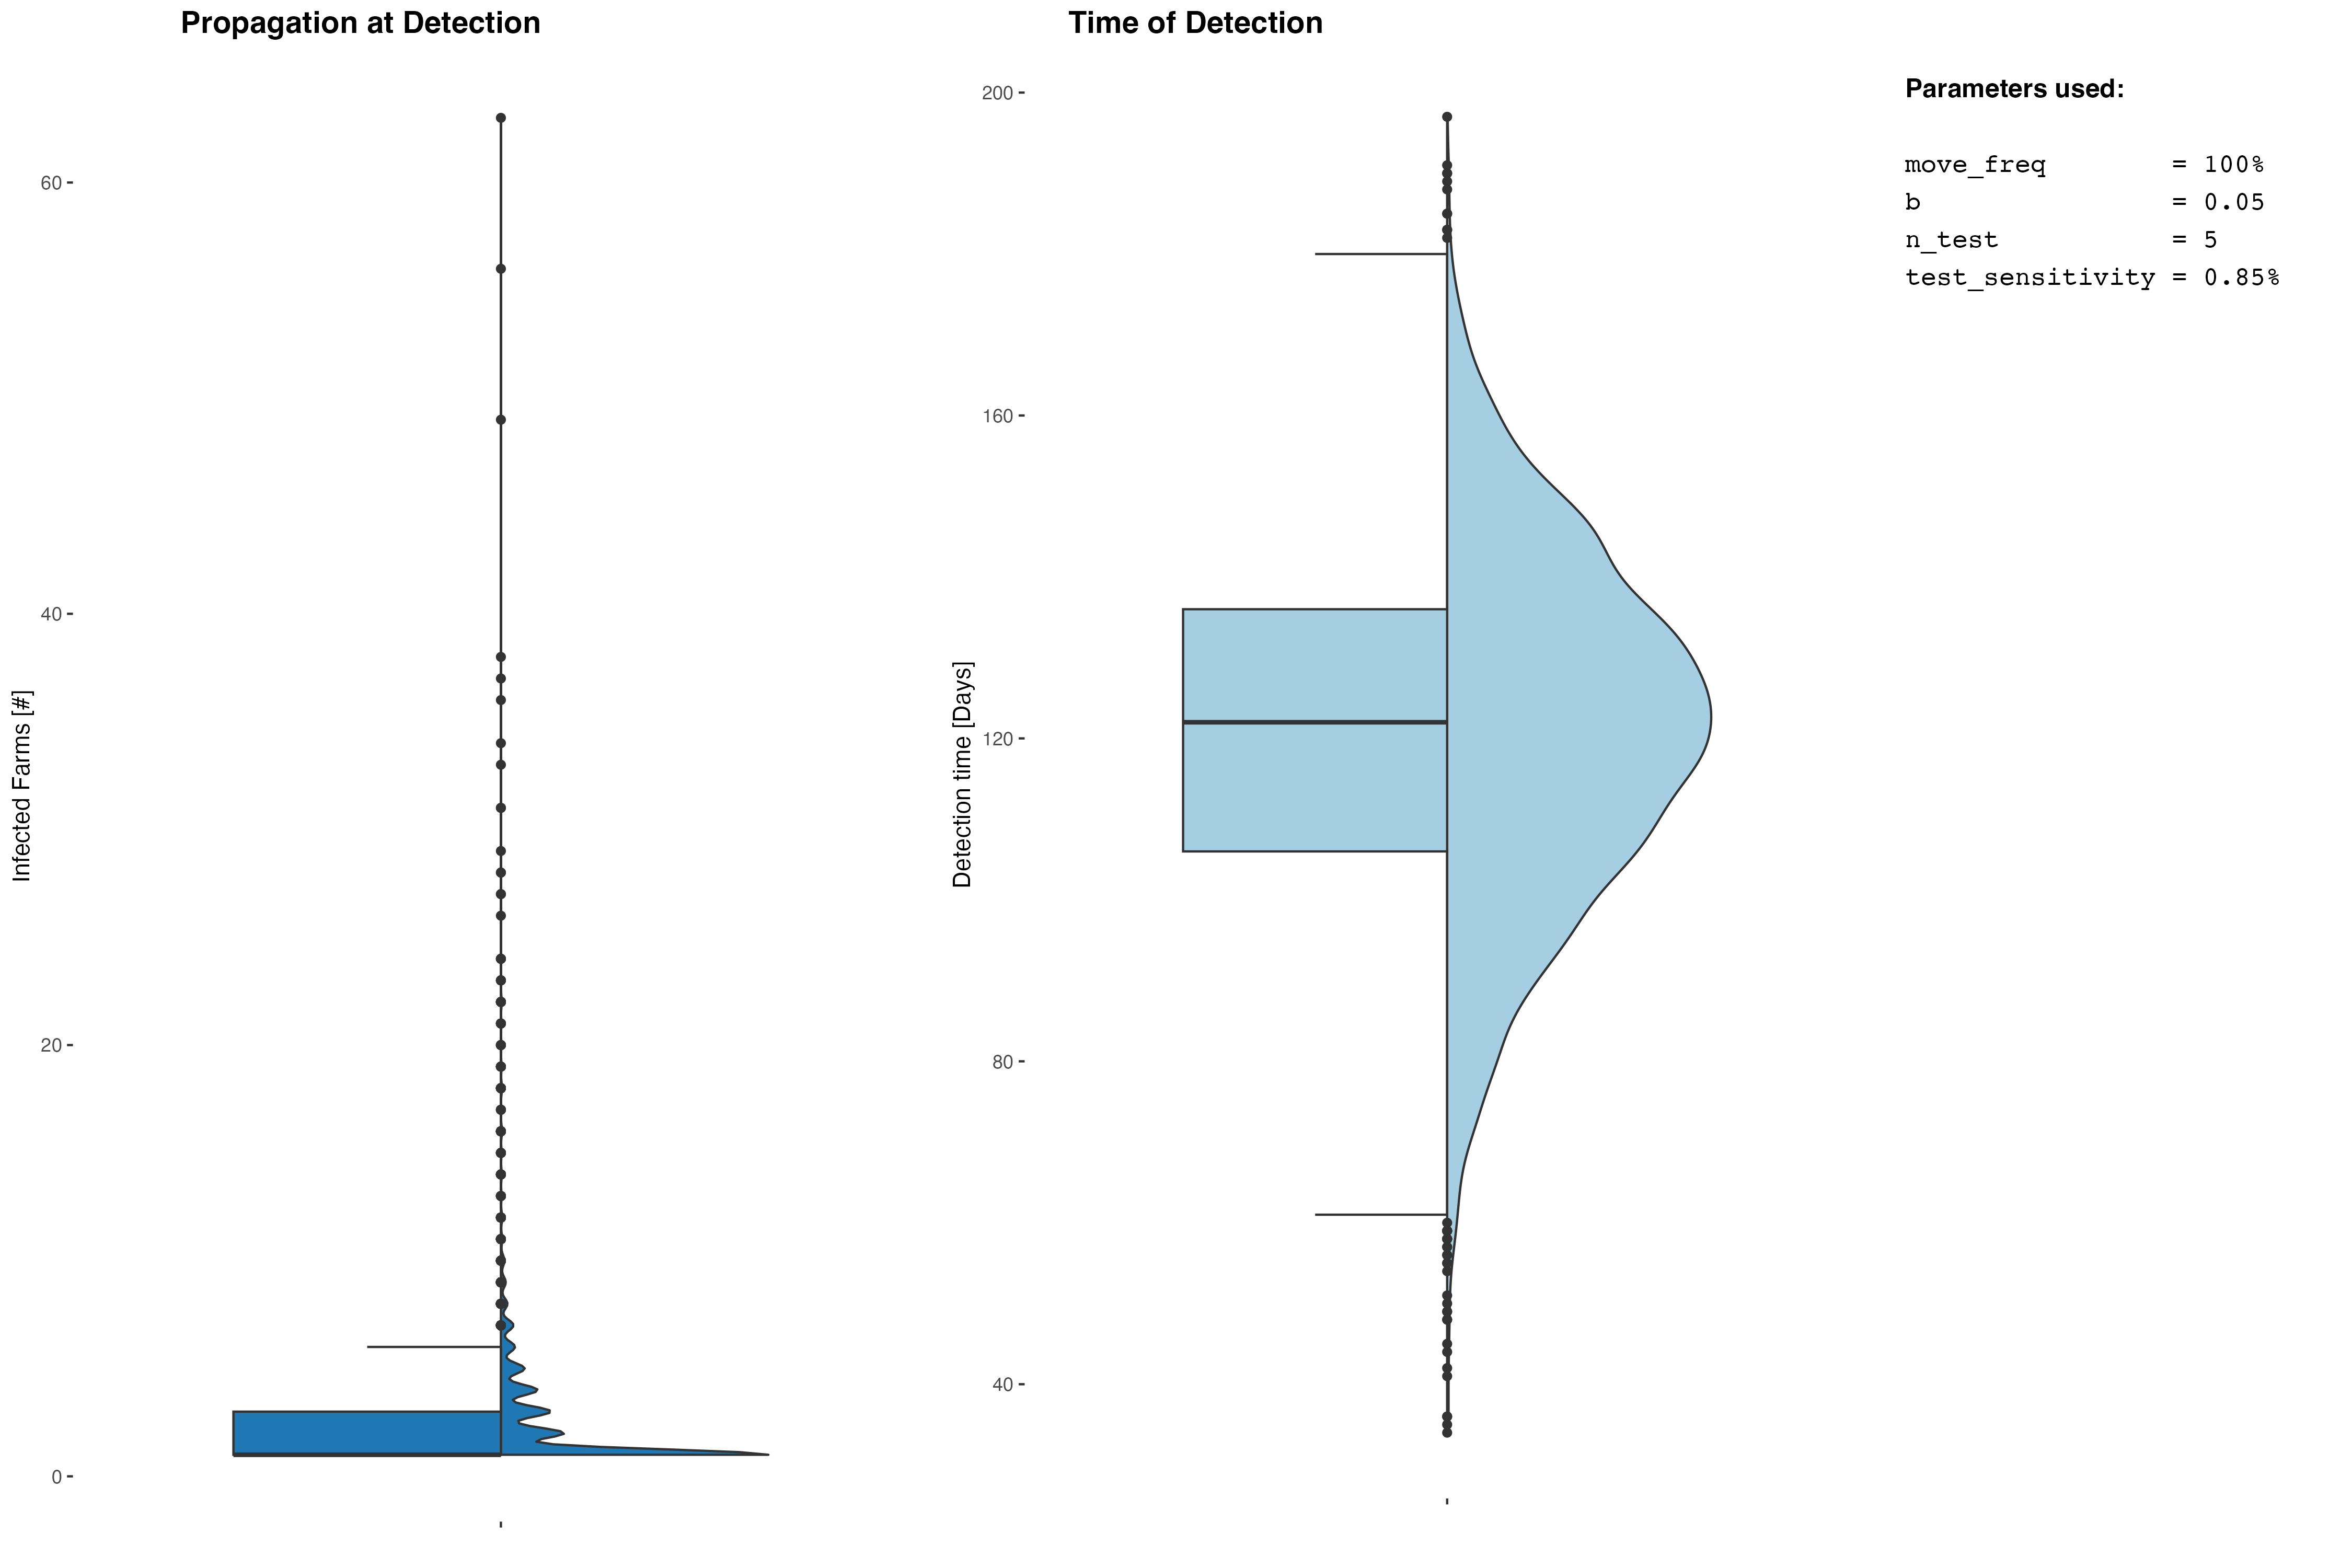 Propagation at Detection
Infected Farms [#]
60
40
20
0
Time of Detection
Detection time [Days]
200
160
120
80
40
Parameters used:
move_freq = 100%
b = 0.05
n_test = 5
test_sensitivity = 0.85%